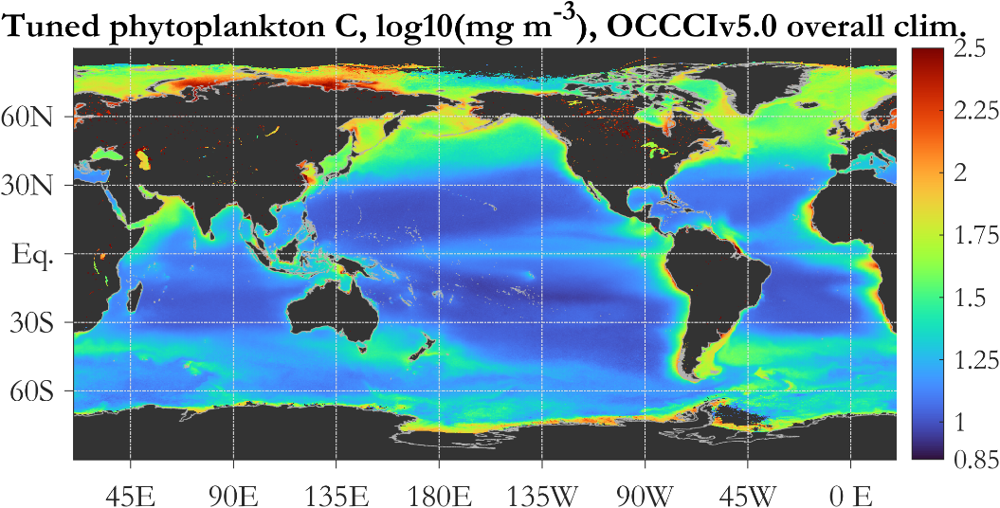 Tuned phytoplankton C, log10(mg m-3), OCCCIv5.0 overall clim.
2.5
2.25
2
1.75
1.5
1.25
1
0.85
60N
30N
Eq.
30S
60S
45E 90E 135E 180E 135W 90W 45W 0 E